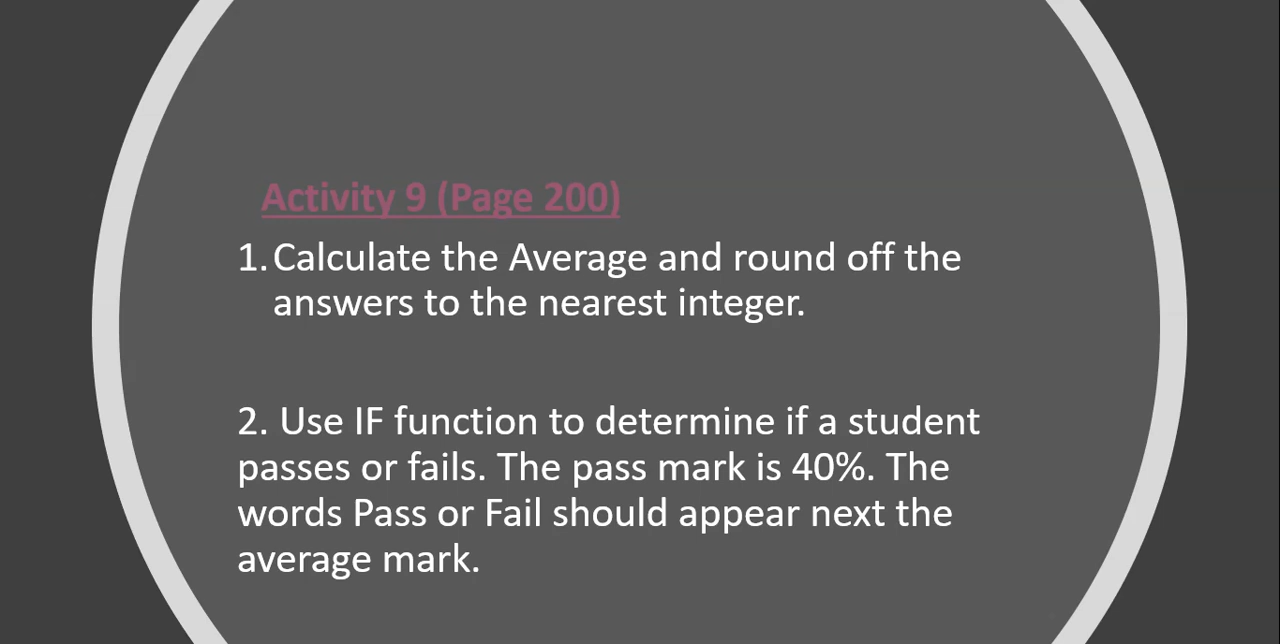 Activity 9 (Page 200)
1. Calculate the Average and round off the
answers to the nearest integer.
2. Use IF function to determine if a student
passes or fails. The pass mark is 40%. The
words Pass or Fail should appear next the
average mark.